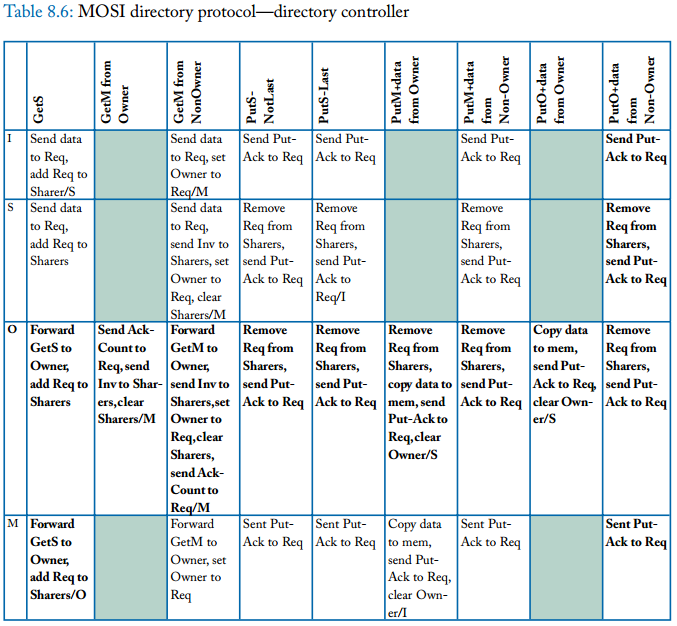 Table 8.6: MOSI directory protocol—directory controller
GetS
GetM from
Owner
GetM from
NonOwner
PutS-
NotLast
PutS-Last
PutM+data
from Owner
PutM+data
from
Non-Owner
PutO+data
from Owner
PutO+data
from
Non-Owner
I
Send data
to Req,
add Req to
Sharer/S
Send data
to Req, set
Owner to
Req/M
Send Put-
Ack to Req
Send Put-
Ack to Req
Send Put-
Ack to Req
Send Put-
Ack to Req
S
Send data
to Req,
add Req to
Sharers
Send data
to Req,
send Inv to
Sharers, set
Owner to
Req, clear
Sharers/M
Remove
Req from
Sharers,
send Put-
Ack to Req
Remove
Req from
Sharers,
send Put-
Ack to
Req/I
Remove
Req from
Sharers,
send Put-
Ack to Req
Remove
Req from
Sharers,
send Put-
Ack to Req
O
Forward
GetS to
Owner,
add Req to
Sharers
Send Ack-
Count to
Req, send
Inv to Shar-
ers,clear
Sharers/M
Forward
GetM to
Owner,
send Inv to
Sharers,set
Owner to
Req,clear
Sharers,
send Ack-
Count to
Req/M
Remove
Req from
Sharers,
send Put-
Ack to Req
Remove
Req from
Sharers,
send Put-
Ack to Req
Remove
Req from
Sharers,
copy data to
mem, send
Put-Ack to
Req,clear
Owner/S
Remove
Req from
Sharers,
send Put-
Ack to Req
Copy data
to mem,
send Put-
Ack to Req,
clear Own-
er/S
Remove
Req from
Sharers,
send Put-
Ack to Req
M
Forward
GetS to
Owner,
add Req to
Sharers/O
Forward
GetM to
Owner, set
Owner to
Req
Sent Put-
Ack to Req
Sent Put-
Ack to Req
Copy data
to mem,
send Put-
Ack to Req,
clear Own-
er/I
Sent Put-
Ack to Req
Sent Put-
Ack to Req